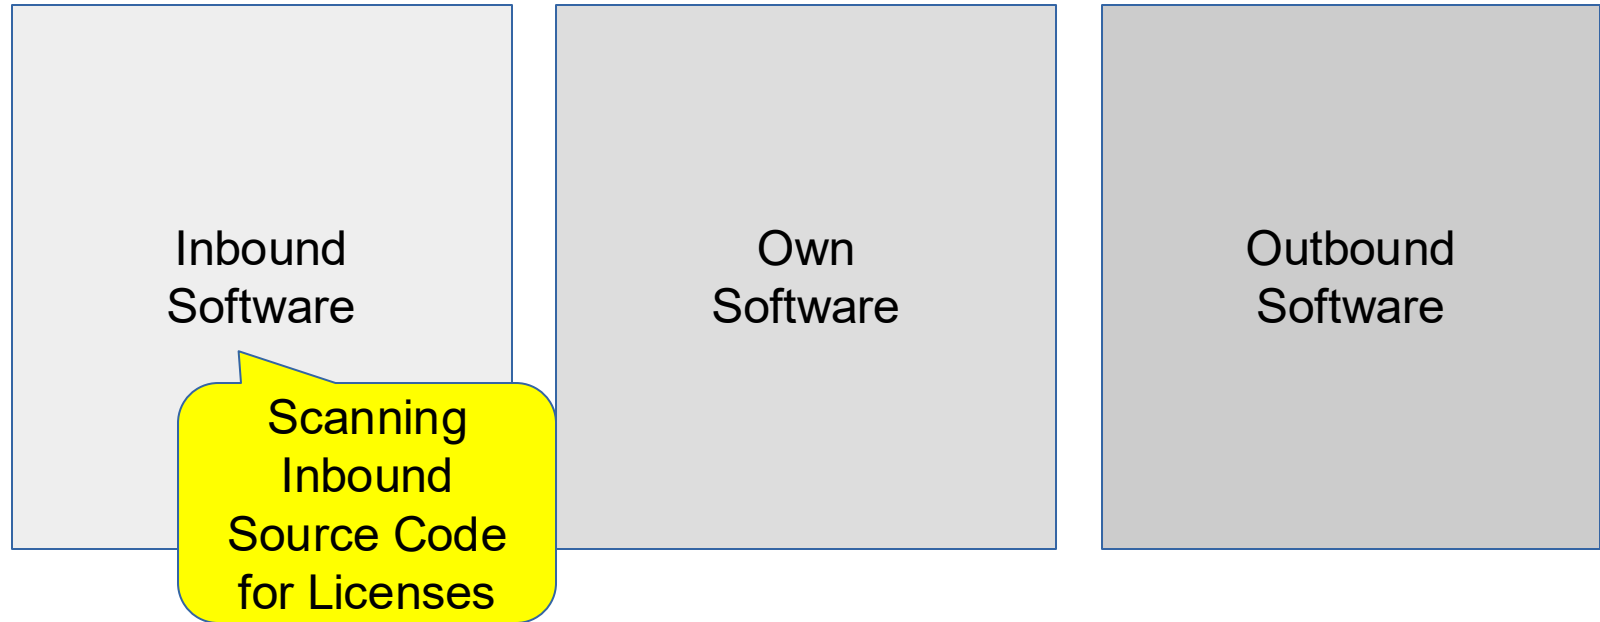 Inbound
Software
Own
Software
Outbound
Software
Scanning
Inbound
Source Code
for Licenses